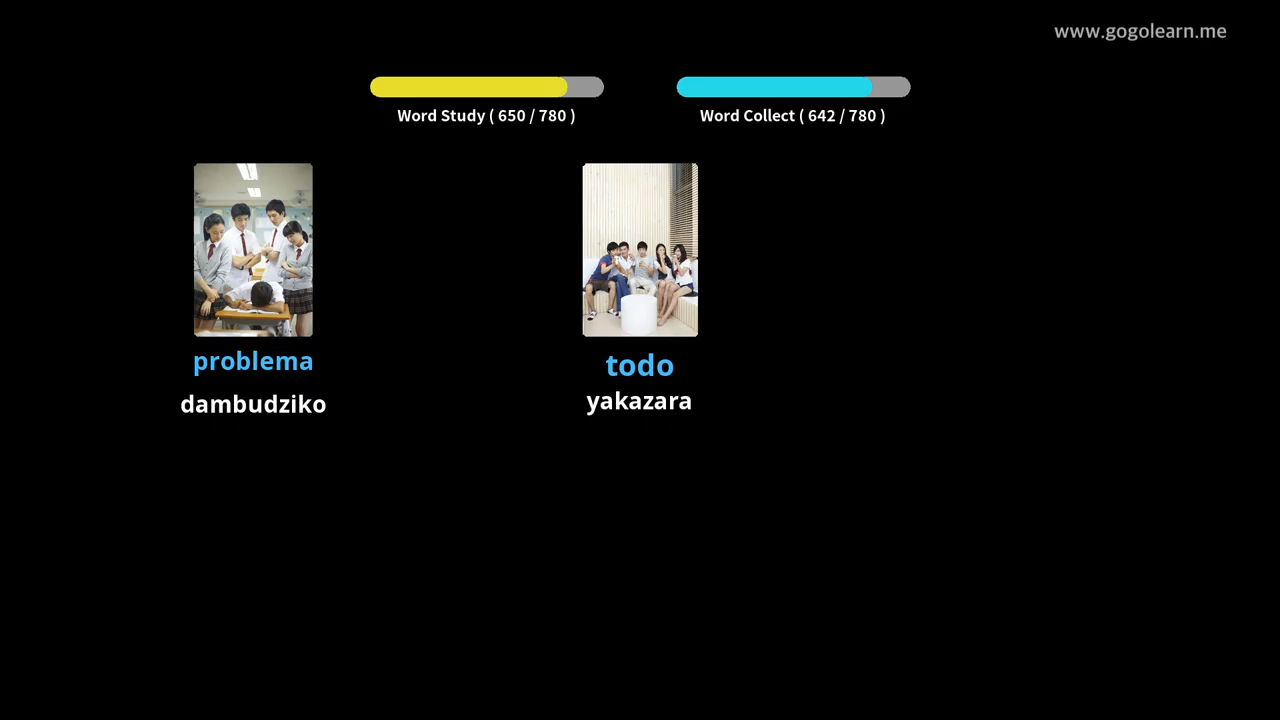 www.gogolearn.me
Word Study ( 650 / 780 )
Word Collect ( 642 / 780 )
problema
dambudziko
todo
yakazara